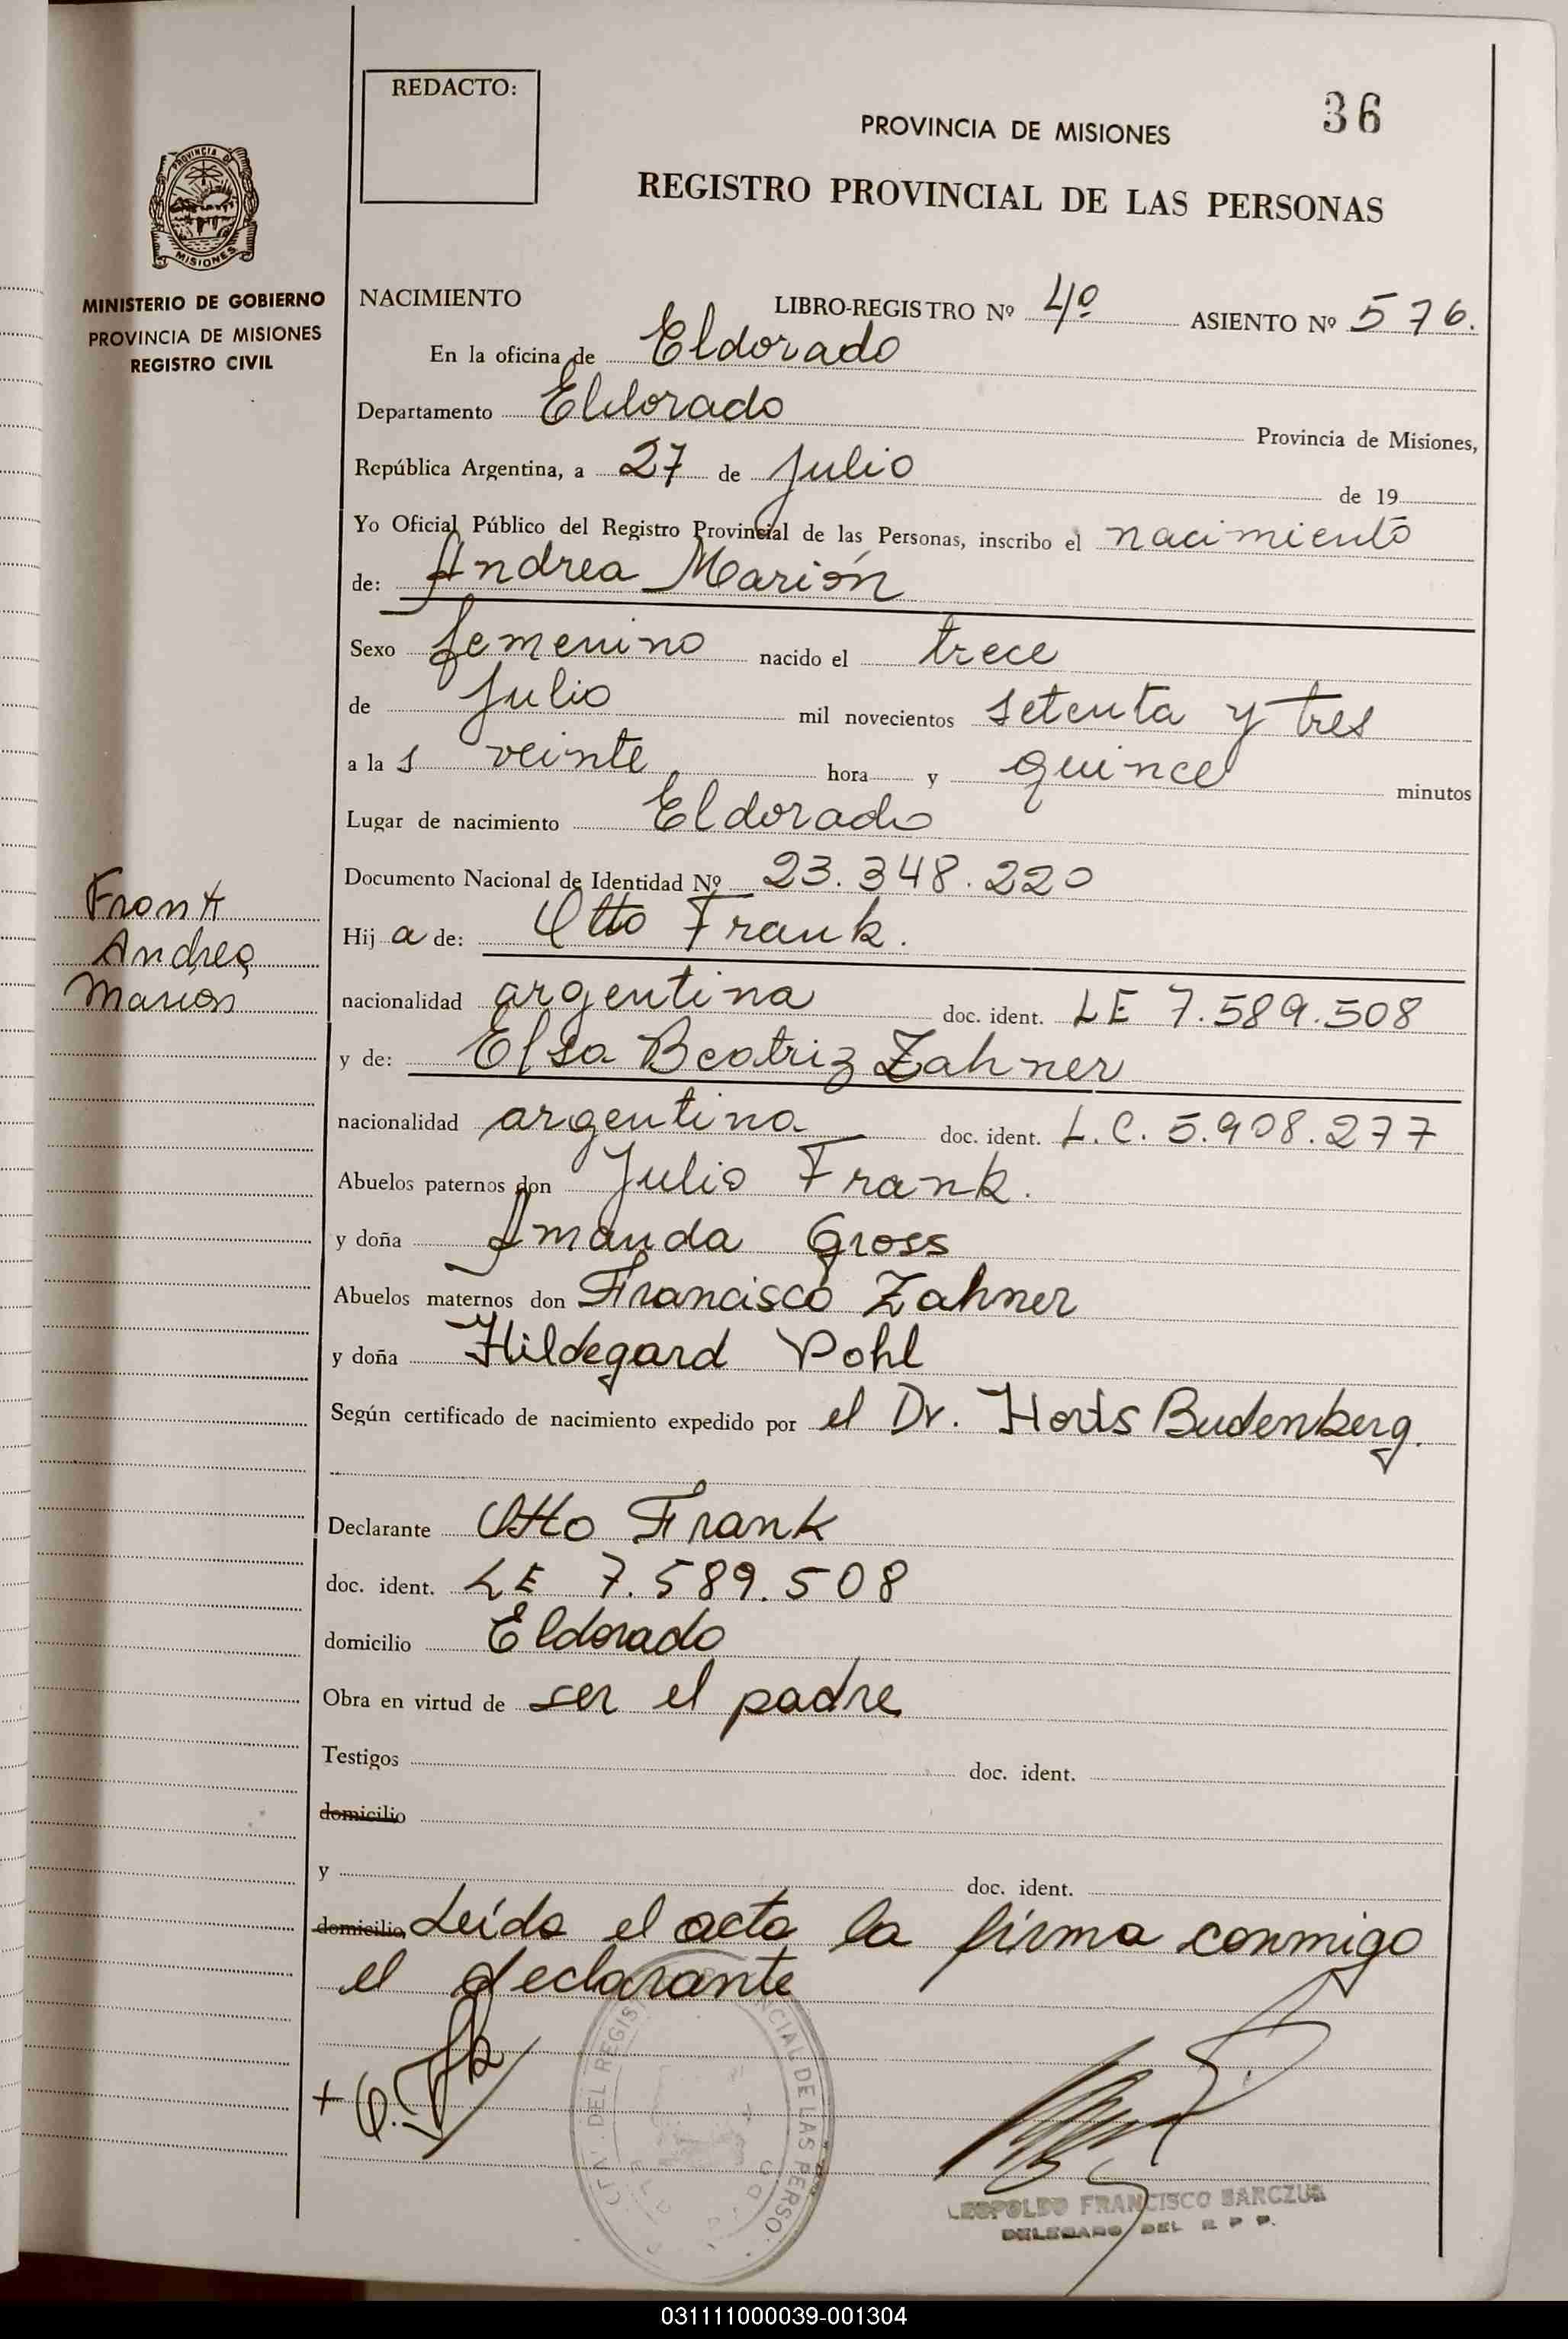 REDACTO:
PROVINCIA DE MISIONES
36
REGISTRO PROVINCIAL DE LAS PERSONAS
PROVINCIA DE
MISIONES
MINISTERIO DE GOBIERNO
PROVINCIA DE MISIONES
REGISTRO CIVIL
NACIMIENTO LIBRO-REGISTRO Nº 4º ASIENTO Nº 576.
En la oficina de Eldorado
Departamento Eldorado Provincia de Misiones,
República Argentina, a 27 de Julio de 19
Yo Oficial Público del Registro Provincial de las Personas, inscribo el nacimiento
de: Andrea Marión
Sexo femenino nacido el trece
de Julio mil novecientos setenta y tres
a la s veinte hora y quince minutos
Lugar de nacimiento Eldorado
Documento Nacional de Identidad Nº 23.348.220
Frank
Andrea
Marion
Hij a de: Otto Frank.
nacionalidad argentina doc. ident. LE 7.589.508
y de: Elsa Beatriz Zahner
nacionalidad argentina doc. ident. L.C. 5.908.277
Abuelos paternos don Julio Frank.
y doña Amanda Gross
Abuelos maternos don Francisco Zahner
y doña Hildegard Pohl
Según certificado de nacimiento expedido por el Dr. Horts Budenberg.
Declarante Otto Frank
doc. ident. LE 7.589.508
domicilio Eldorado
Obra en virtud de ser el padre
Testigos doc. ident.
domicilio
y doc. ident.
domicilio Leída el acta la firma conmigo
el declarante
LEOPOLDO FRANCISCO SARCZUK
DELEGADO DEL R P P.
031111000039-001304